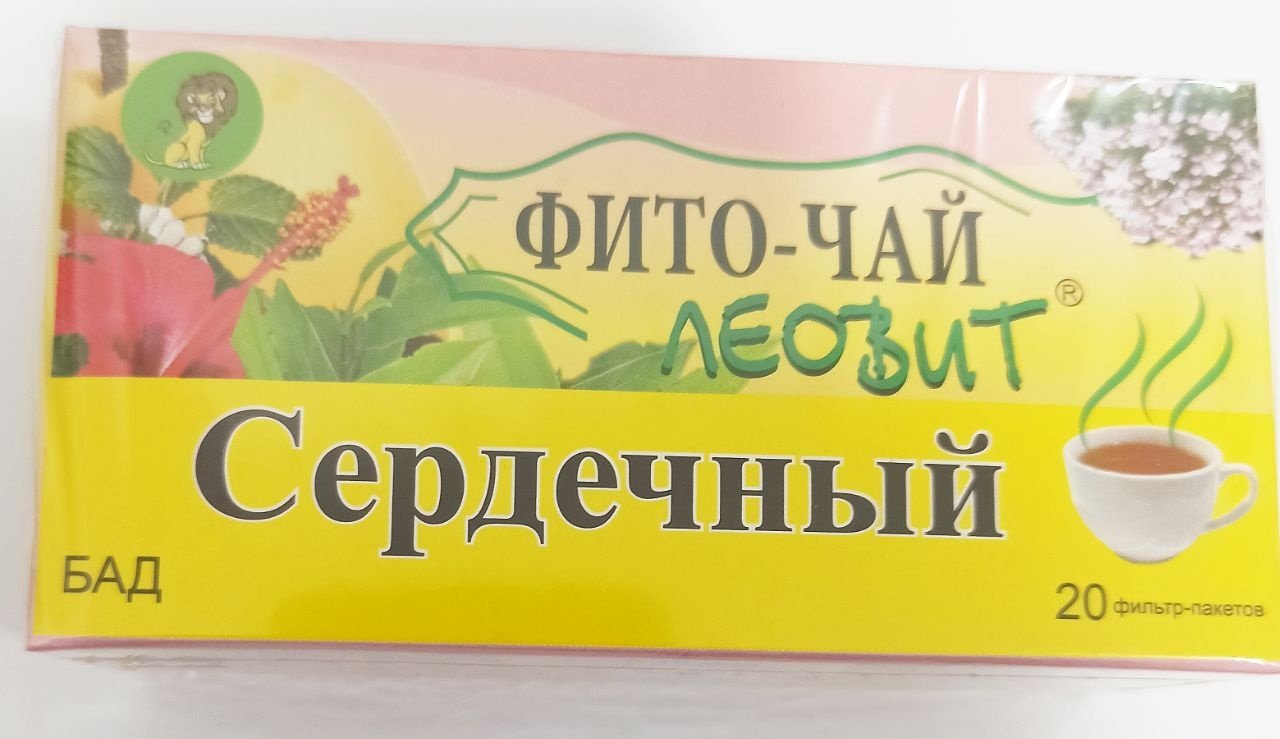 ФИТО-ЧАЙ
ЛЕОВИТ®
Сердечный
БАД
20 фильтр-пакетов